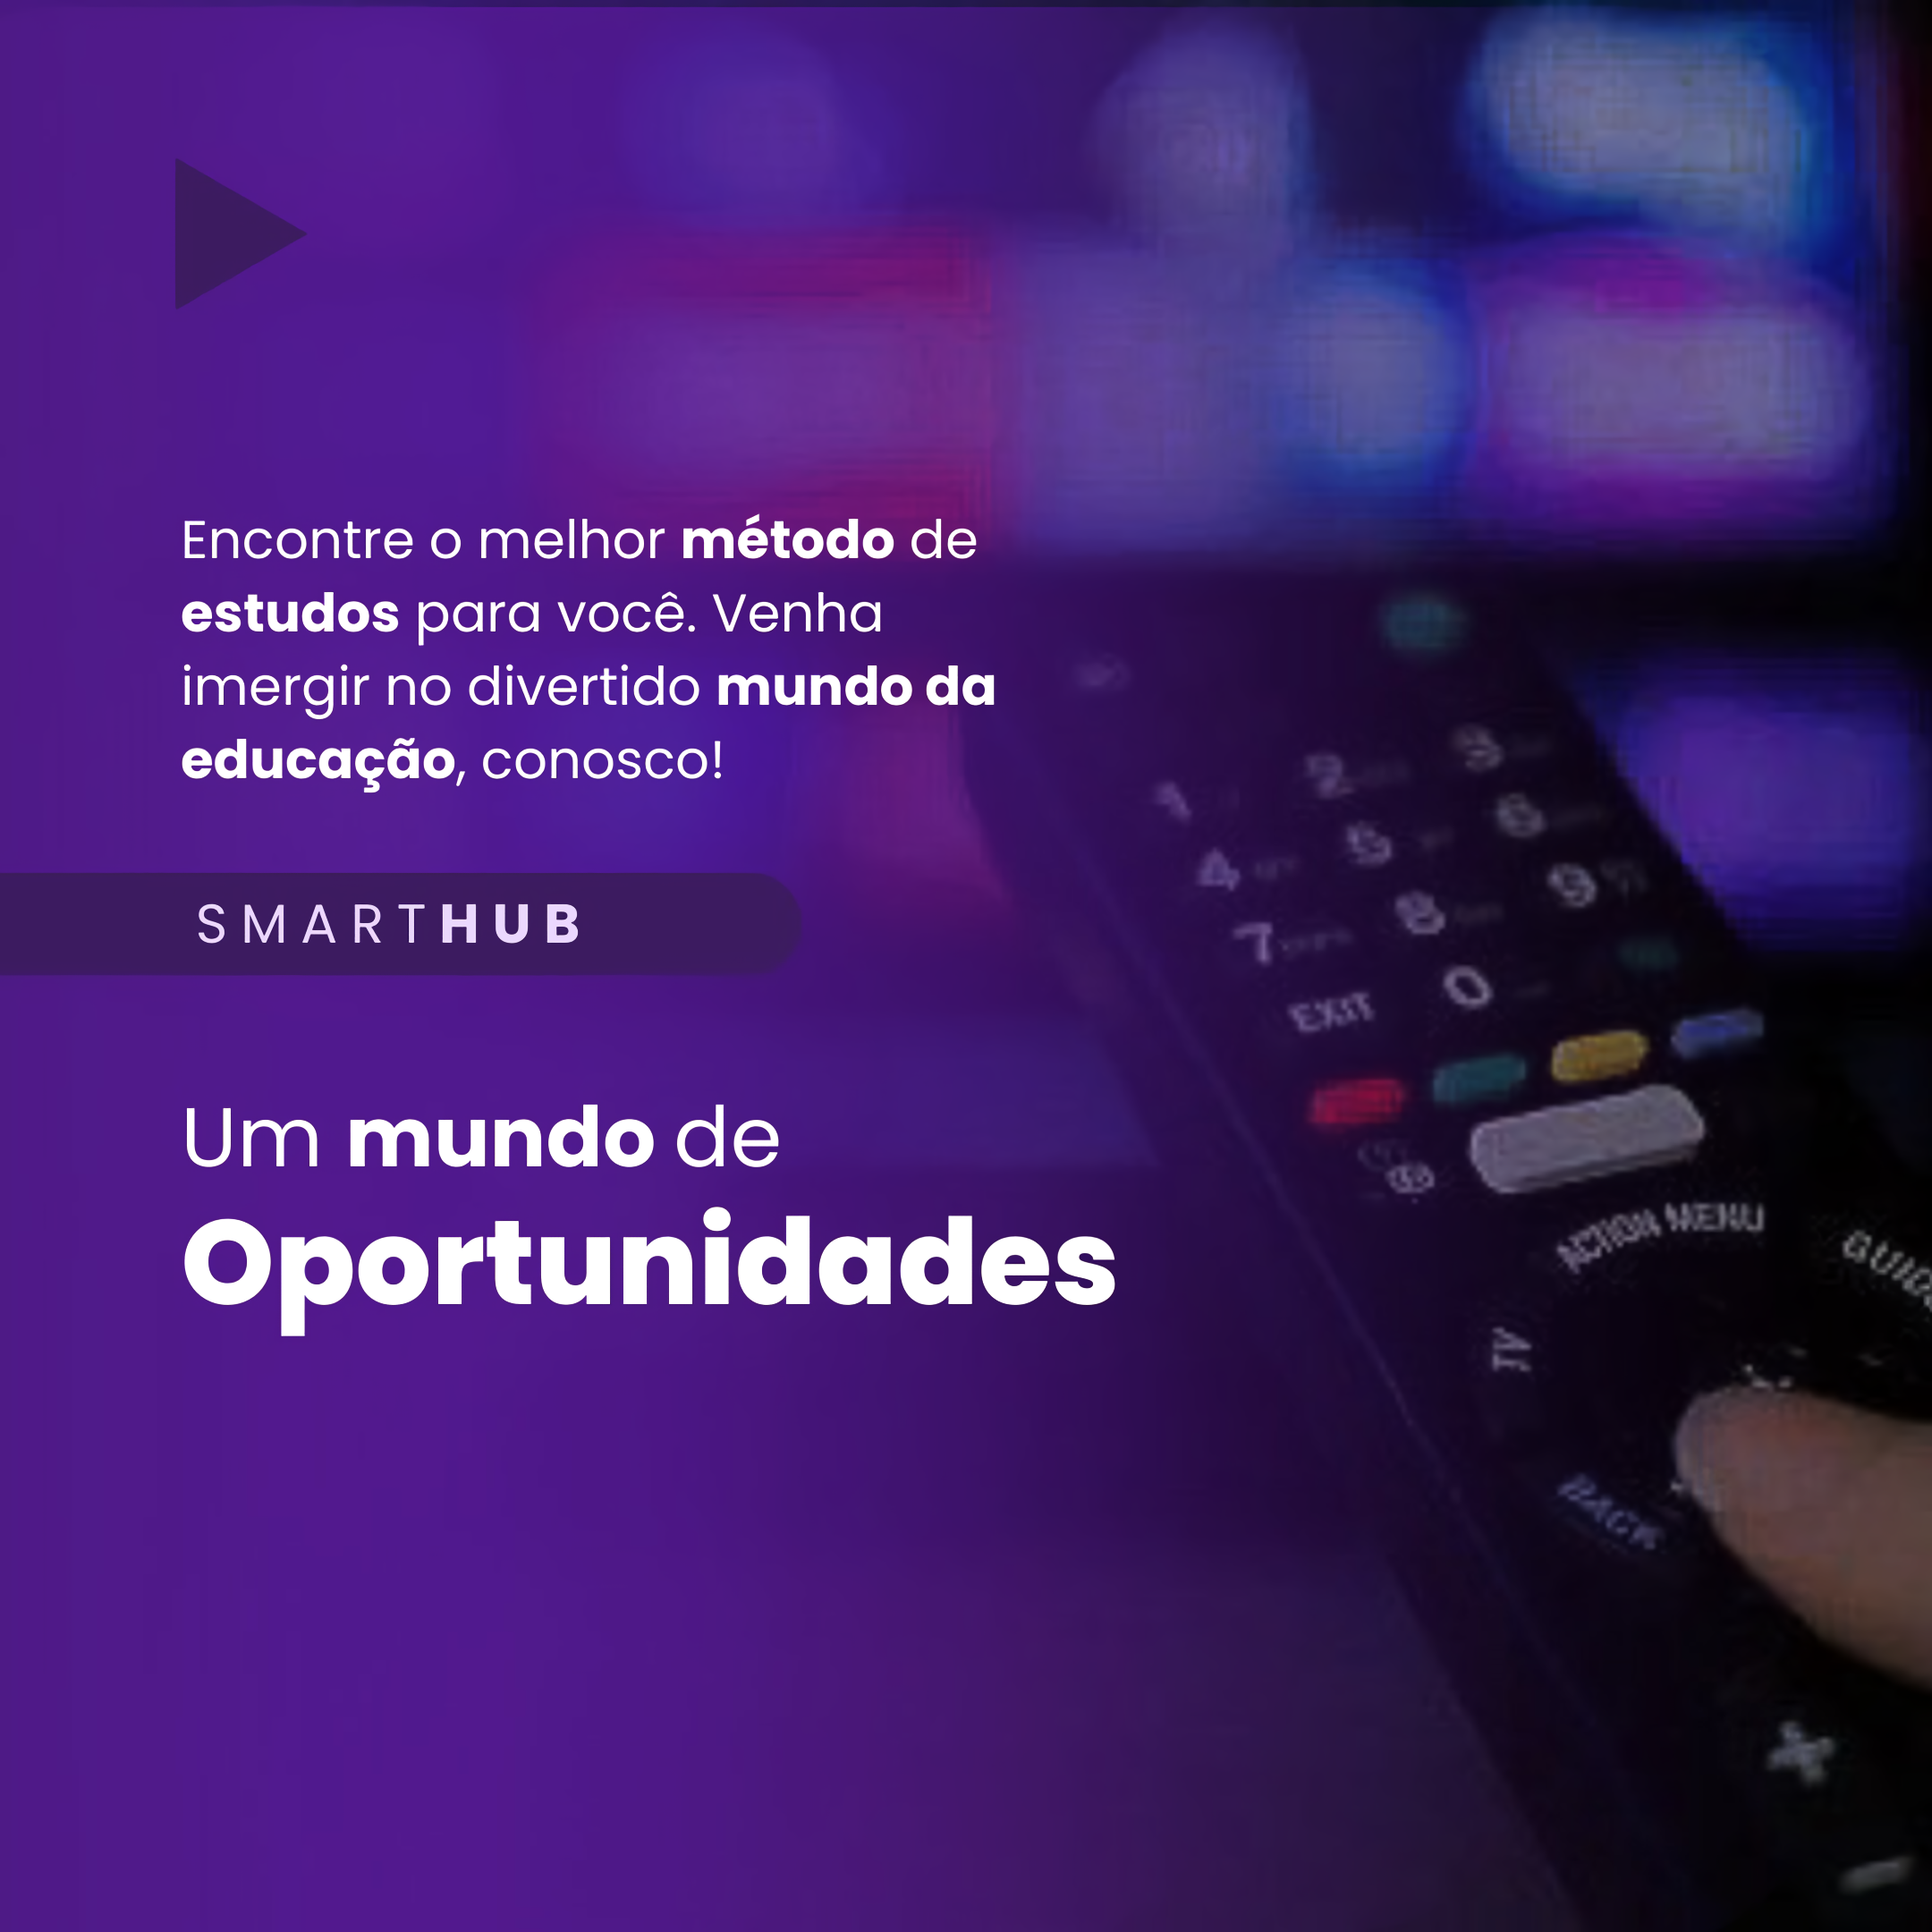 Encontre o melhor método de
estudos para você. Venha
imergir no divertido mundo da
educação, conosco!
SMARTHUB
Um mundo de
Oportunidades
1
2
3
4
5
6
7
8
9
EXIT
0
ACTION MENU
TV
BACK
+
-